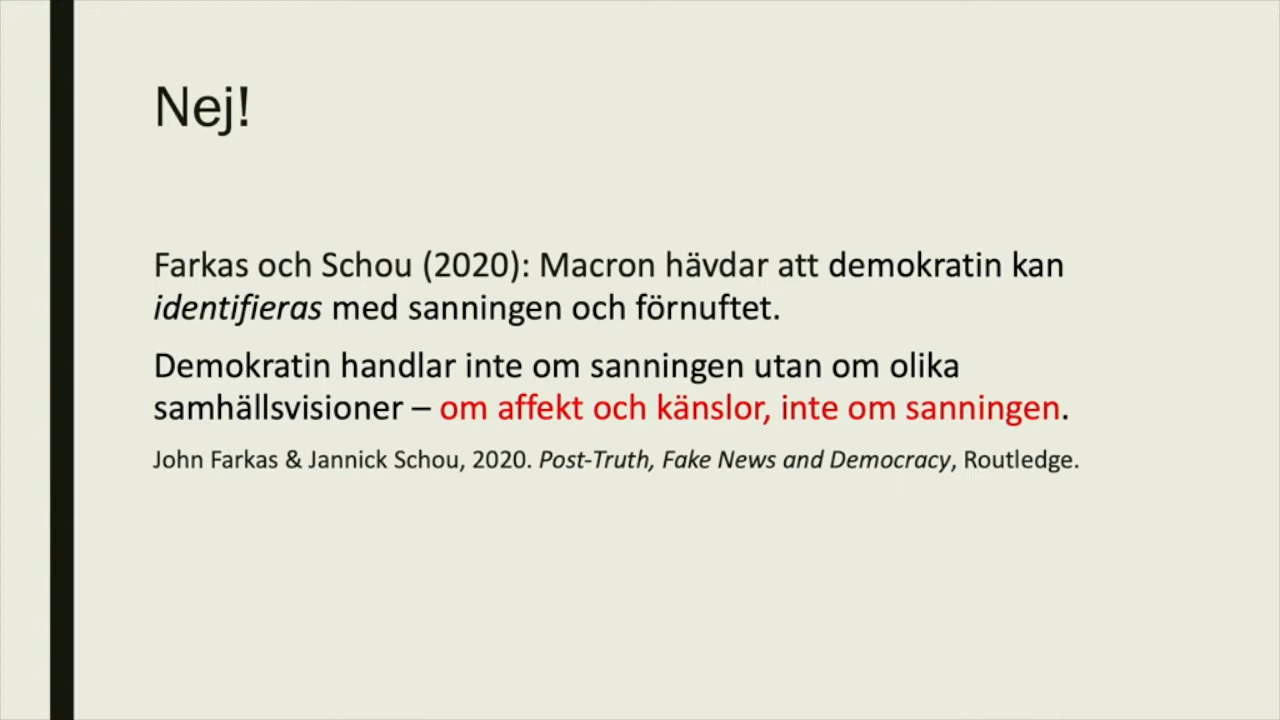 Nej!
Farkas och Schou (2020): Macron hävdar att demokratin kan
identifieras med sanningen och förnuftet.
Demokratin handlar inte om sanningen utan om olika
samhällsvisioner – om affekt och känslor, inte om sanningen.
John Farkas & Jannick Schou, 2020. Post-Truth, Fake News and Democracy, Routledge.